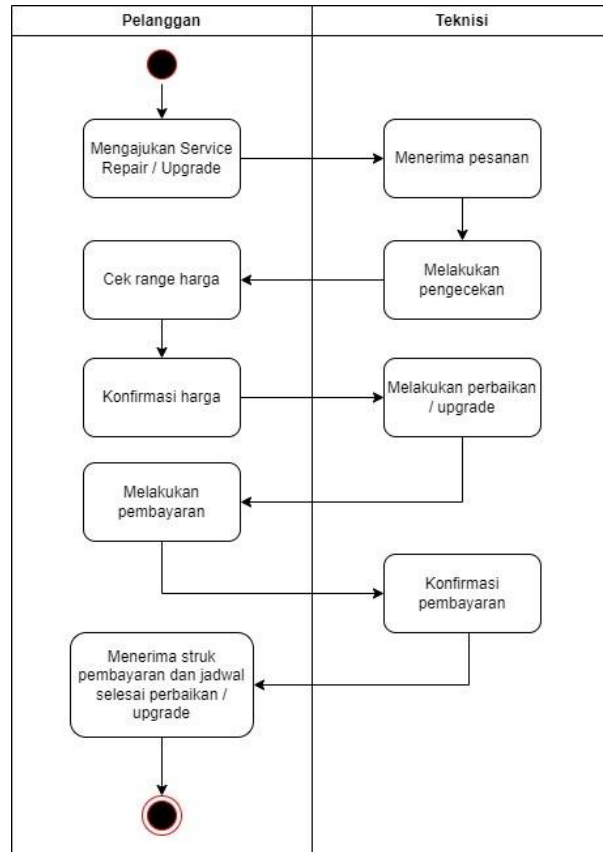 Pelanggan
Teknisi
Mengajukan Service
Repair / Upgrade
Menerima pesanan
Melakukan
pengecekan
Cek range harga
Konfirmasi harga
Melakukan perbaikan
/ upgrade
Melakukan
pembayaran
Konfirmasi
pembayaran
Menerima struk
pembayaran dan jadwal
selesai perbaikan /
upgrade